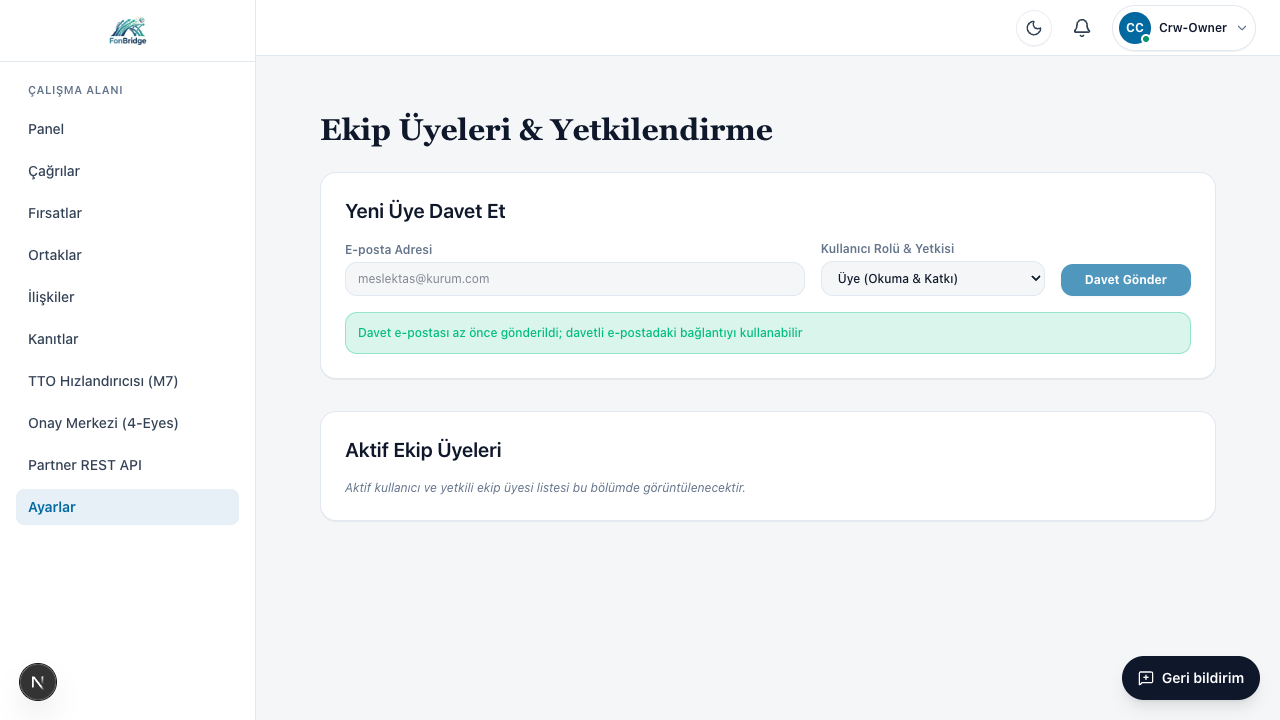 FonBridge
CC
Crw-Owner
ÇALIŞMA ALANI
Panel
Çağrılar
Fırsatlar
Ortaklar
İlişkiler
Kanıtlar
TTO Hızlandırıcısı (M7)
Onay Merkezi (4-Eyes)
Partner REST API
Ayarlar
N
Ekip Üyeleri & Yetkilendirme
Yeni Üye Davet Et
E-posta Adresi
meslektas@kurum.com
Kullanıcı Rolü & Yetkisi
Üye (Okuma & Katkı)
Davet Gönder
Davet e-postası az önce gönderildi; davetli e-postadaki bağlantıyı kullanabilir
Aktif Ekip Üyeleri
Aktif kullanıcı ve yetkili ekip üyesi listesi bu bölümde görüntülenecektir.
Geri bildirim